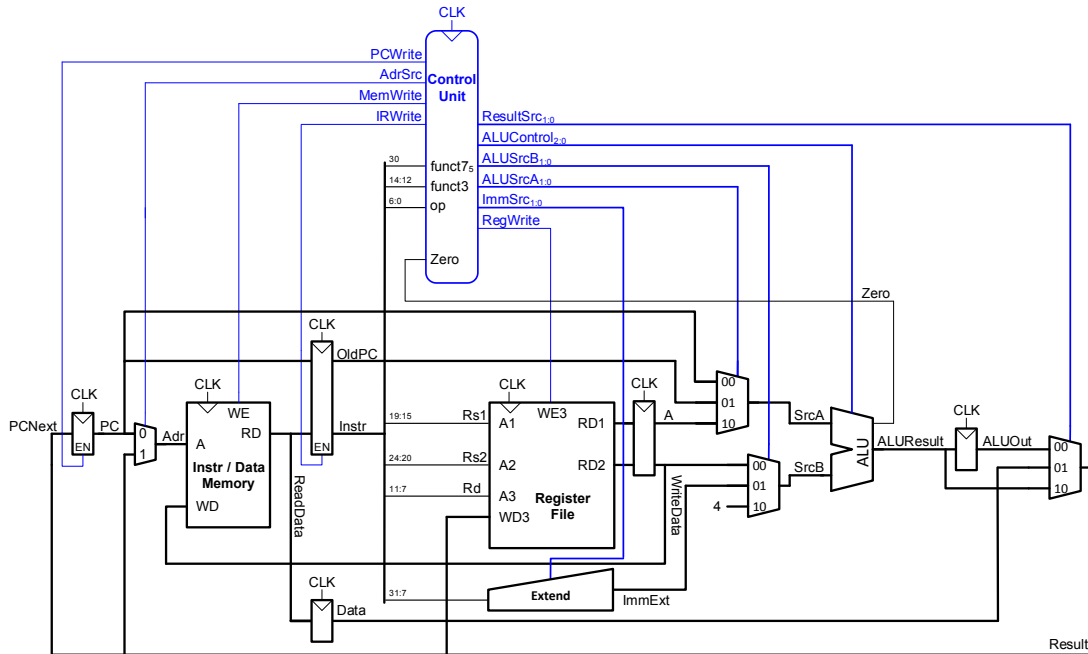 CLK
PCWrite
AdrSrc
MemWrite
IRWrite
Control
Unit
ResultSrc1:0
ALUControl2:0
ALUSrcB1:0
ALUSrcA1:0
ImmSrc1:0
RegWrite
30
funct75
14:12
funct3
6:0
op
Zero
Zero
CLK
OldPC
CLK
CLK
CLK
CLK
CLK
PCNext
PC
EN
0
1
Adr
A
WE
RD
Instr / Data
Memory
WD
ReadData
EN
Instr
19:15
Rs1
A1
WE3
RD1
24:20
Rs2
A2
RD2
11:7
Rd
A3
WD3
Register
File
A
WriteData
00
01
10
SrcA
00
01
10
4
SrcB
ALU
ALUResult
CLK
ALUOut
00
01
10
31:7
Extend
ImmExt
CLK
Data
Result